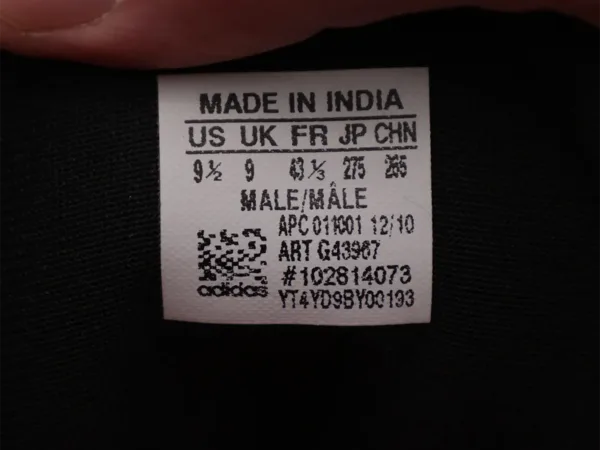 MADE IN INDIA
US UK FR JP CHN
9½ 9 43⅓ 275 265
MALE/MÂLE
APC 011001 12/10
ART G43967
#102814073
adidas YT4YD9BY00193